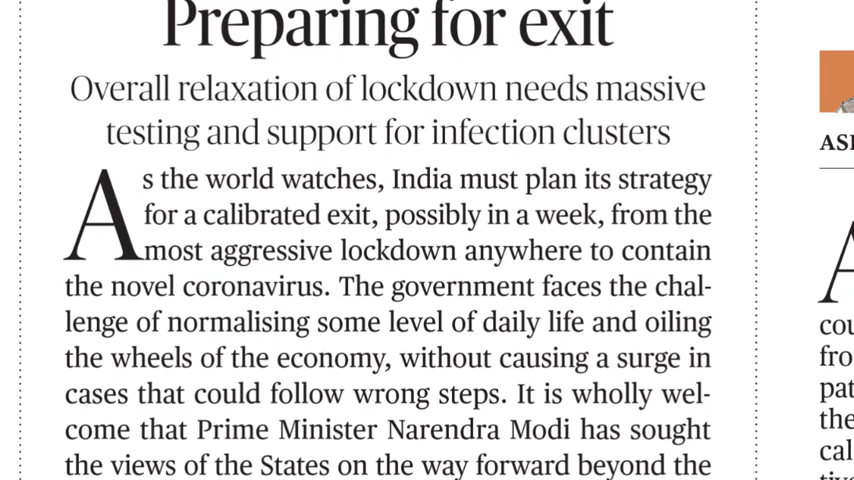 Preparing for exit
Overall relaxation of lockdown needs massive
testing and support for infection clusters
As the world watches, India must plan its strategy
for a calibrated exit, possibly in a week, from the
most aggressive lockdown anywhere to contain
the novel coronavirus. The government faces the chal-
lenge of normalising some level of daily life and oiling
the wheels of the economy, without causing a surge in
cases that could follow wrong steps. It is wholly wel-
come that Prime Minister Narendra Modi has sought
the views of the States on the way forward beyond the